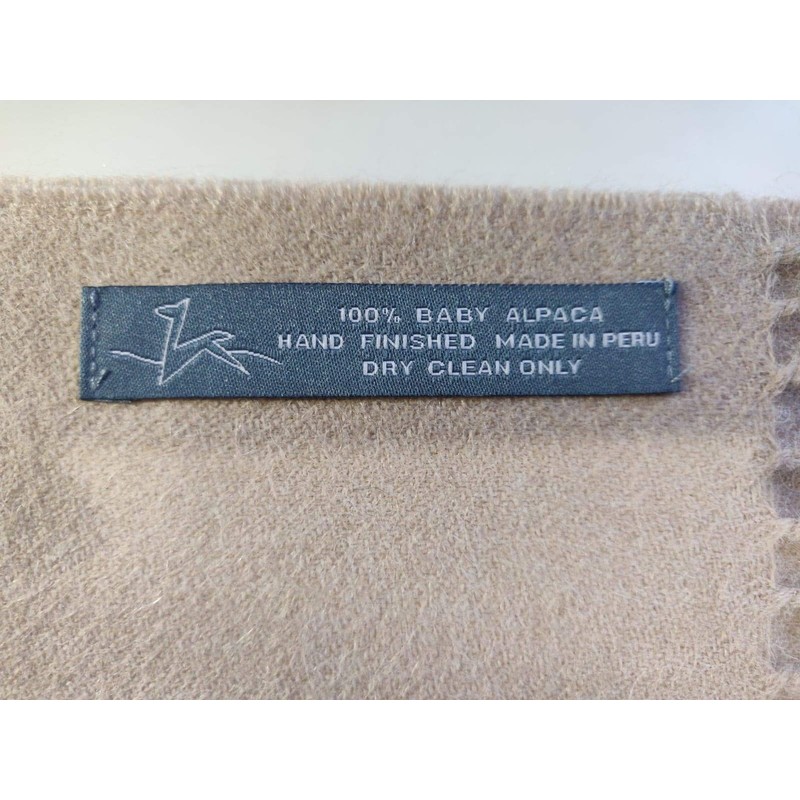 100% BABY ALPACA
HAND FINISHED MADE IN PERU
DRY CLEAN ONLY